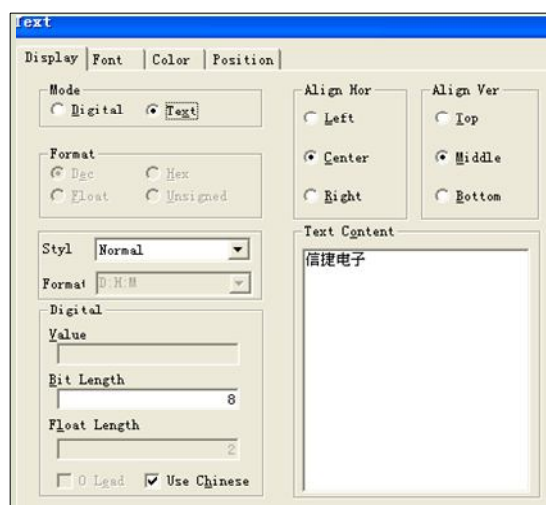 Text
Display Font Color Position
Mode
Digital Text
Format
Dec Hex
Float Unsigned
Styl Normal
Format D:H:M
Digital
Value
Bit Length
8
Float Length
2
0 Lead Use Chinese
Align Hor
Left
Center
Right
Align Ver
Top
Middle
Bottom
Text Content
信捷电子